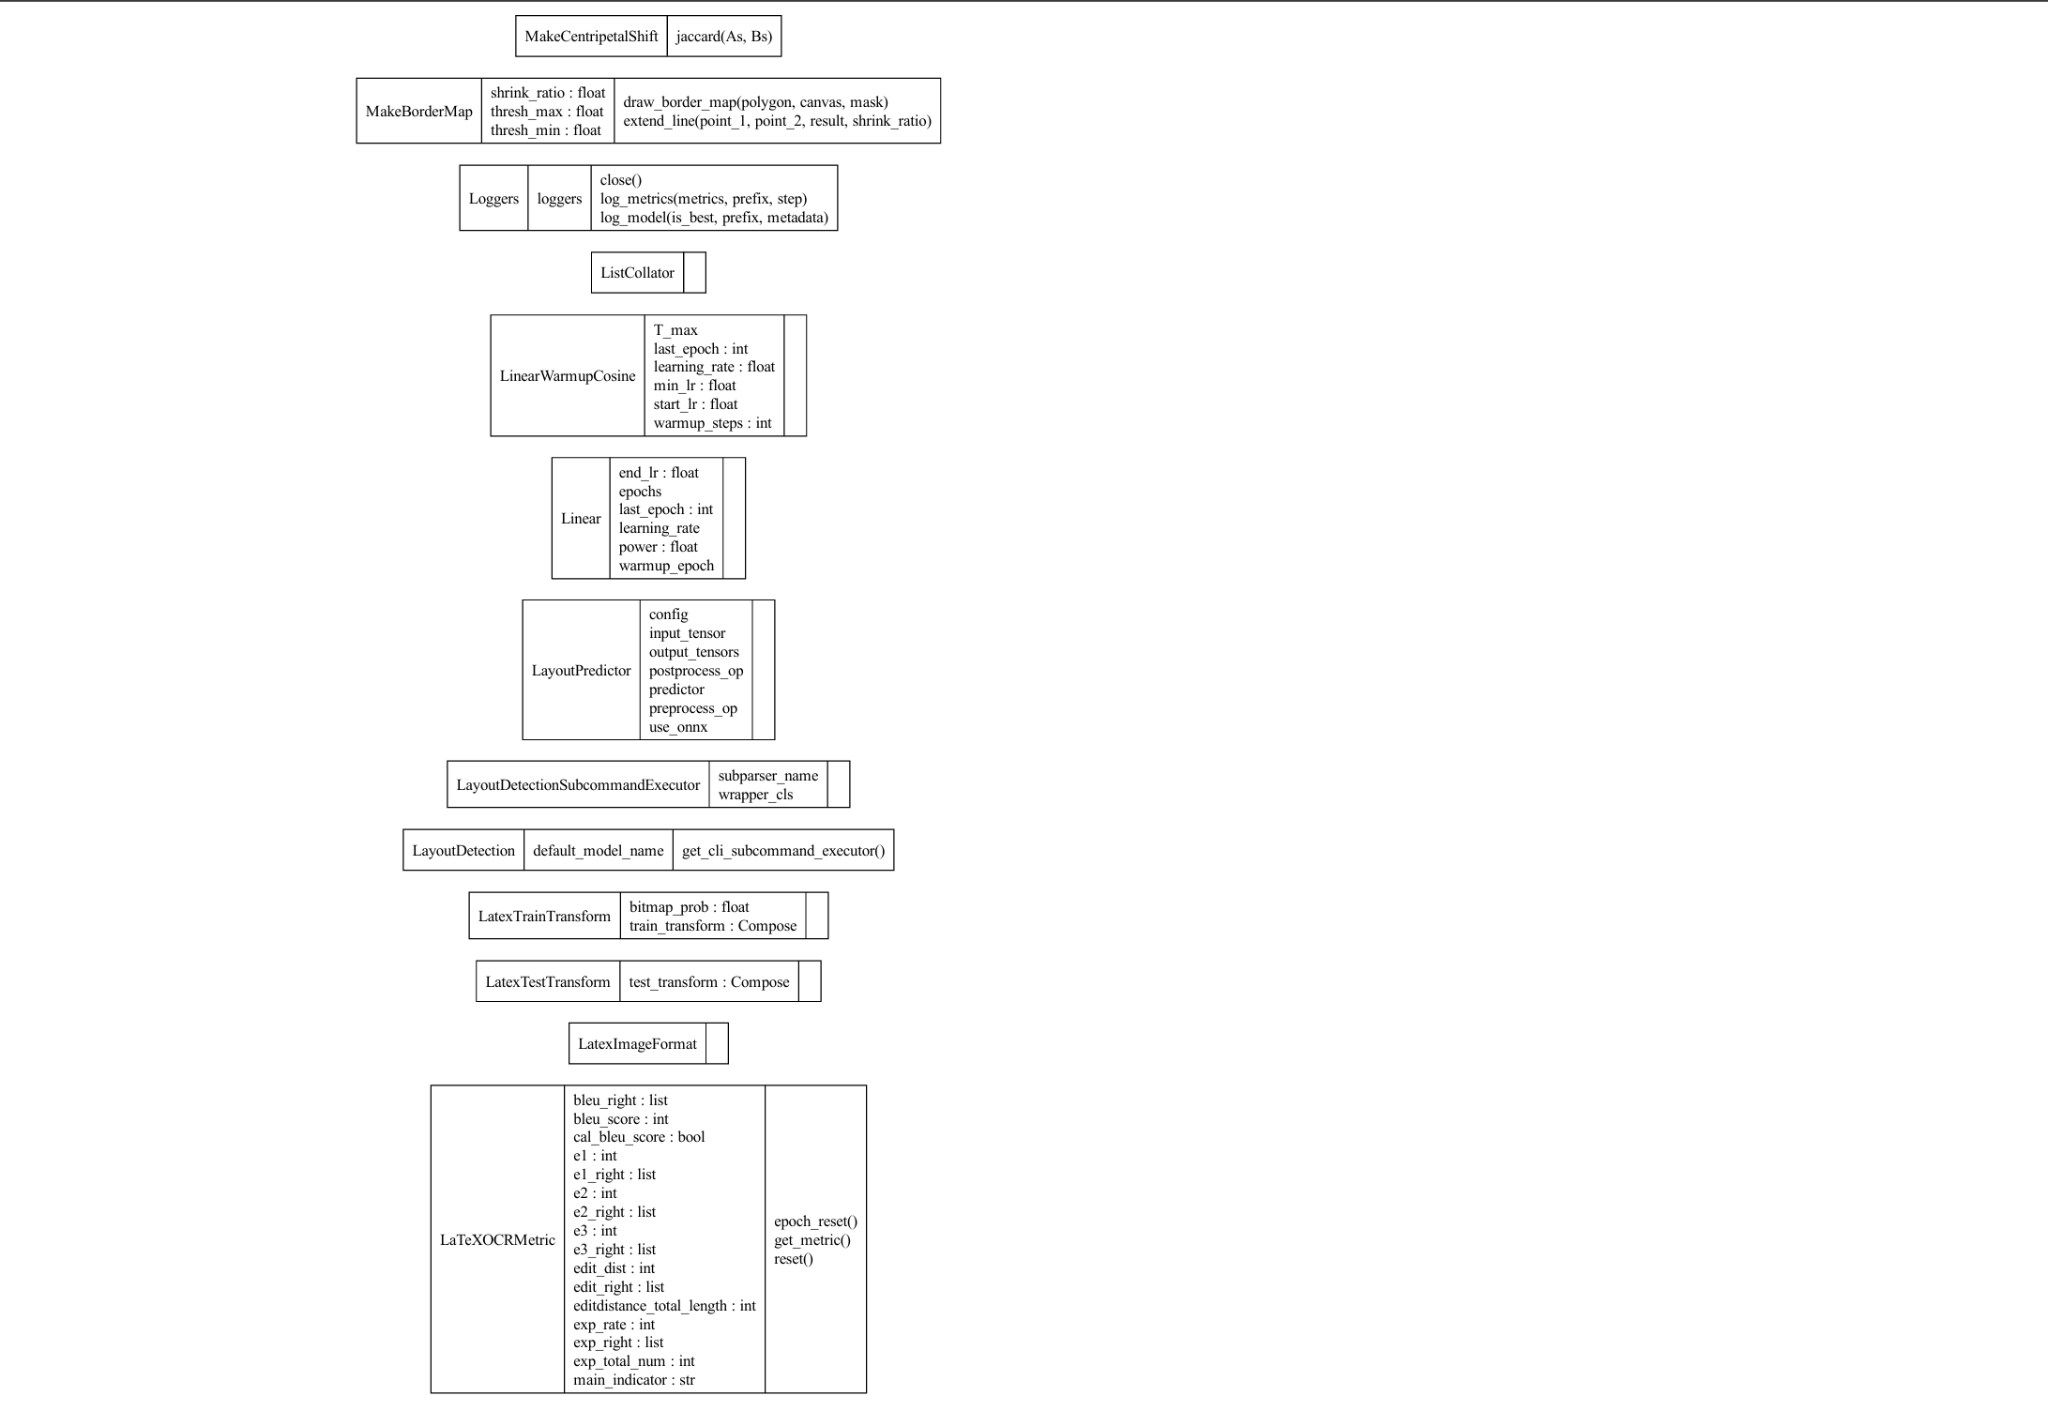 MakeCentripetalShift
jaccard(As, Bs)
MakeBorderMap
shrink_ratio : float
thresh_max : float
thresh_min : float
draw_border_map(polygon, canvas, mask)
extend_line(point_1, point_2, result, shrink_ratio)
Loggers
loggers
close()
log_metrics(metrics, prefix, step)
log_model(is_best, prefix, metadata)
ListCollator
LinearWarmupCosine
T_max
last_epoch : int
learning_rate : float
min_lr : float
start_lr : float
warmup_steps : int
Linear
end_lr : float
epochs
last_epoch : int
learning_rate
power : float
warmup_epoch
LayoutPredictor
config
input_tensor
output_tensors
postprocess_op
predictor
preprocess_op
use_onnx
LayoutDetectionSubcommandExecutor
subparser_name
wrapper_cls
LayoutDetection
default_model_name
get_cli_subcommand_executor()
LatexTrainTransform
bitmap_prob : float
train_transform : Compose
LatexTestTransform
test_transform : Compose
LatexImageFormat
LaTeXOCRMetric
bleu_right : list
bleu_score : int
cal_bleu_score : bool
e1 : int
e1_right : list
e2 : int
e2_right : list
e3 : int
e3_right : list
edit_dist : int
edit_right : list
editdistance_total_length : int
exp_rate : int
exp_right : list
exp_total_num : int
main_indicator : str
epoch_reset()
get_metric()
reset()